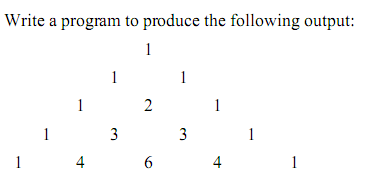 Write a program to produce the following output:
1
1 1
1 2 1
1 3 3 1
1 4 6 4 1